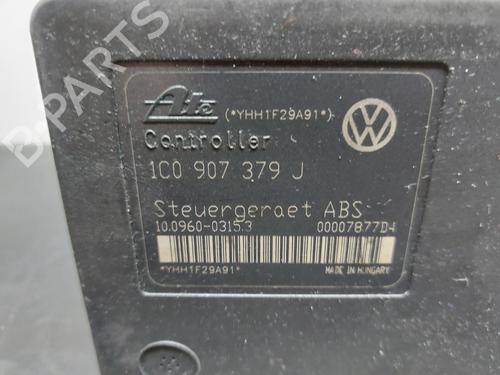 Ate (*YHH1F29A91*)
Controller
1C0 907 379 J
Steuergeraet ABS
10.0960-0315.3 00007877D4
*YHH1F29A91*
MADE IN HUNGARY
B-Parts